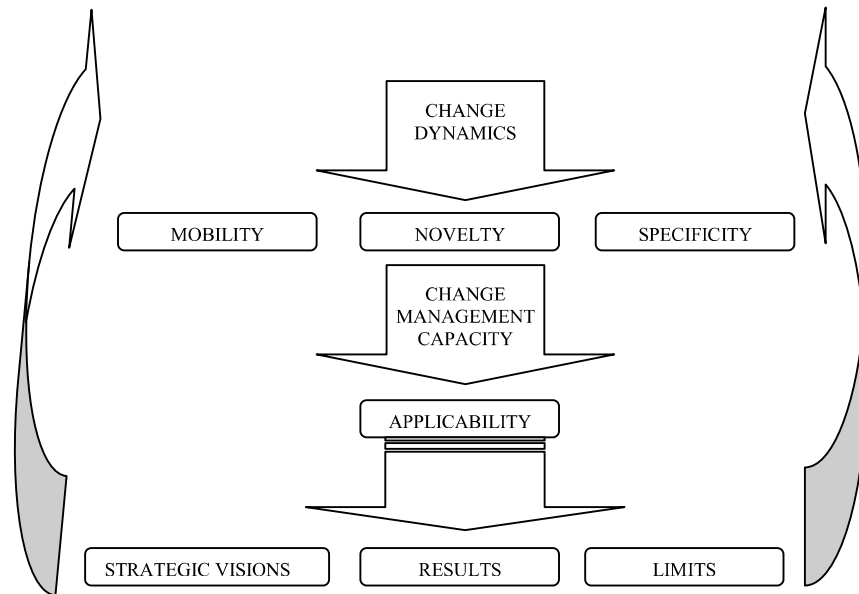 CHANGE
DYNAMICS
MOBILITY
NOVELTY
SPECIFICITY
CHANGE
MANAGEMENT
CAPACITY
APPLICABILITY
STRATEGIC VISIONS
RESULTS
LIMITS